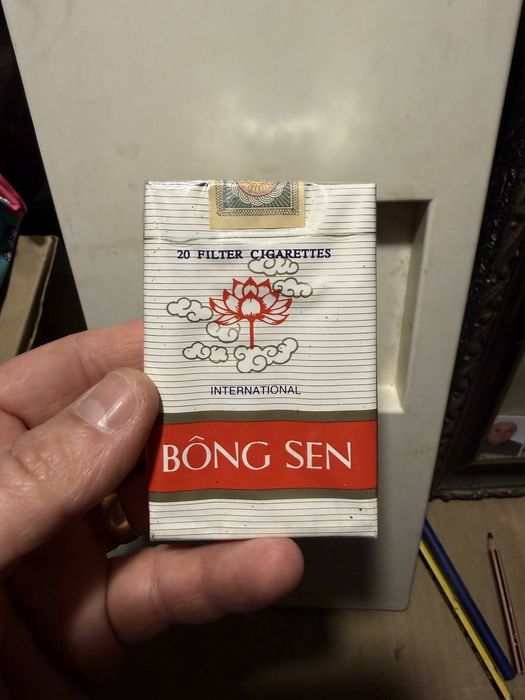 20 FILTER CIGARETTES
INTERNATIONAL
BÔNG SEN